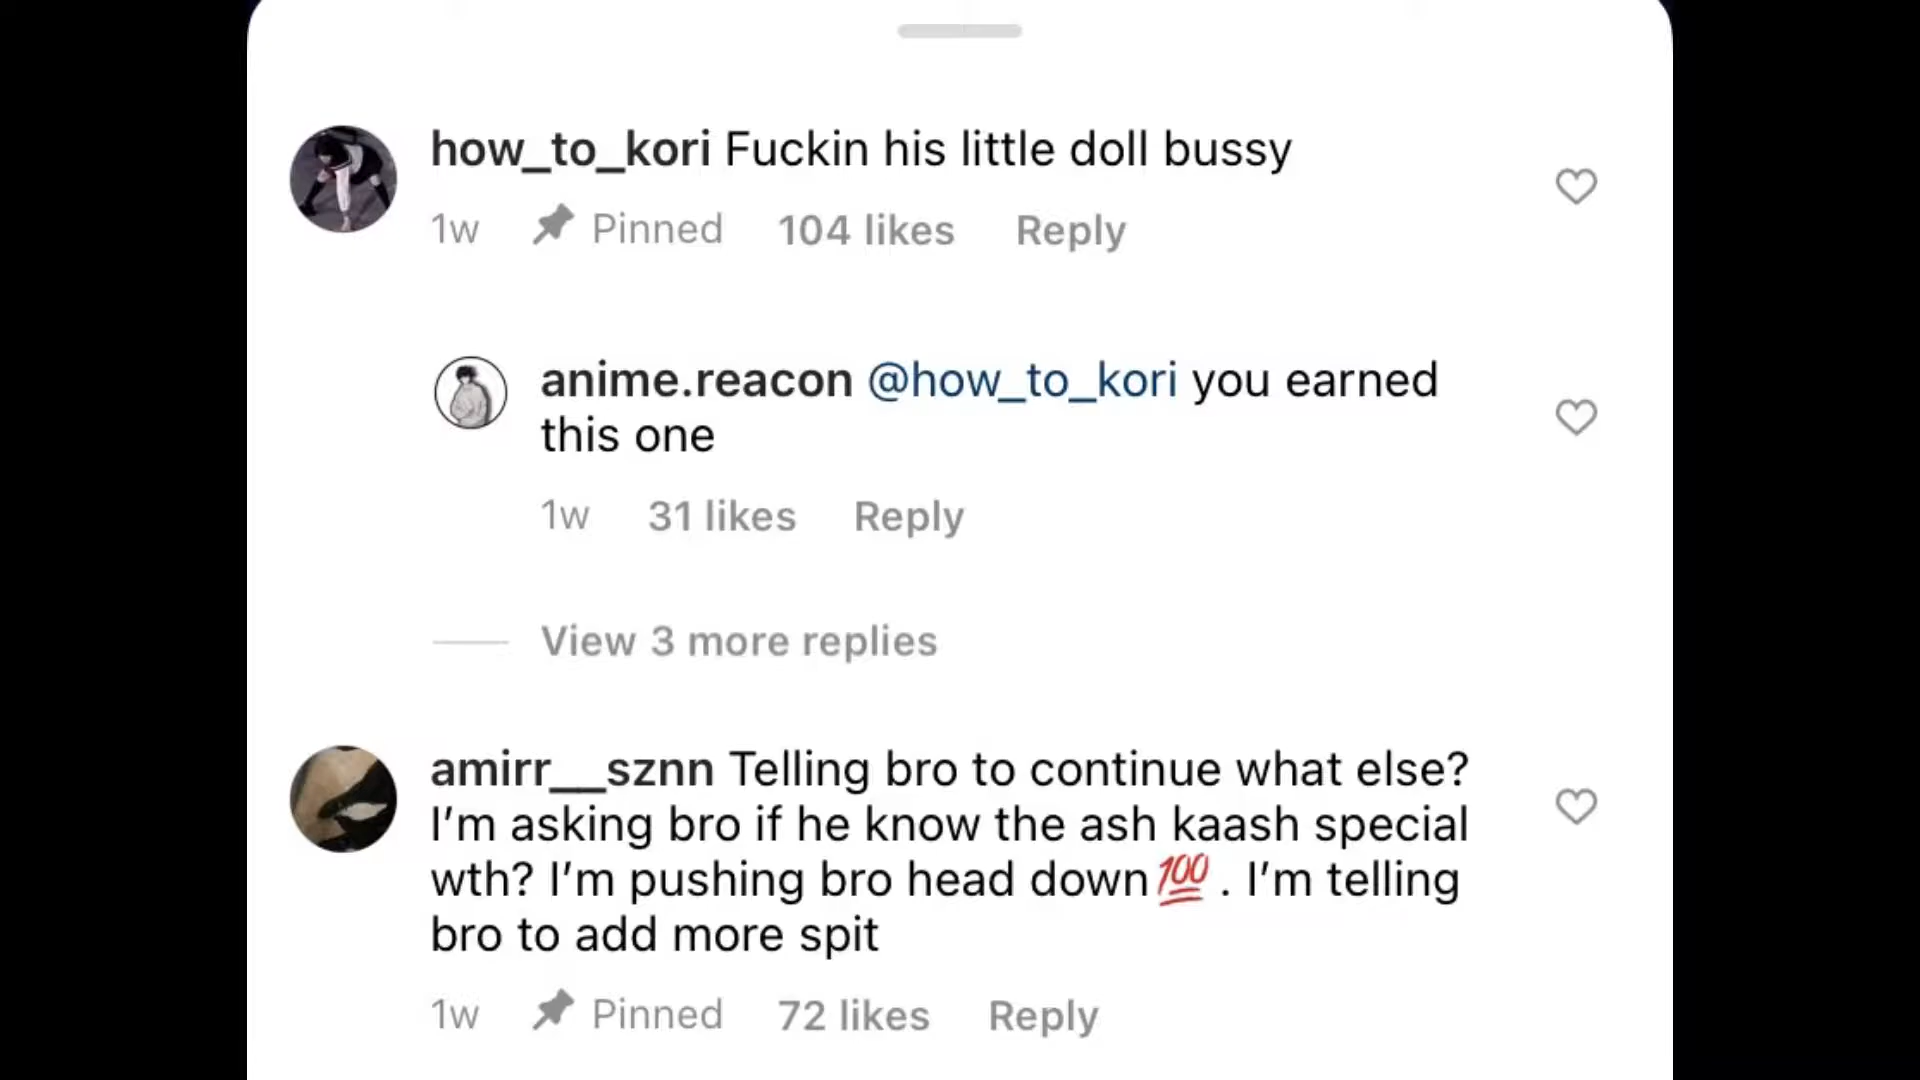 how_to_kori Fuckin his little doll bussy
1w Pinned 104 likes Reply
anime.reacon @how_to_kori you earned
this one
1w 31 likes Reply
View 3 more replies
amirr__sznn Telling bro to continue what else?
I'm asking bro if he know the ash kaash special
wth? I'm pushing bro head down💯. I'm telling
bro to add more spit
1w Pinned 72 likes Reply